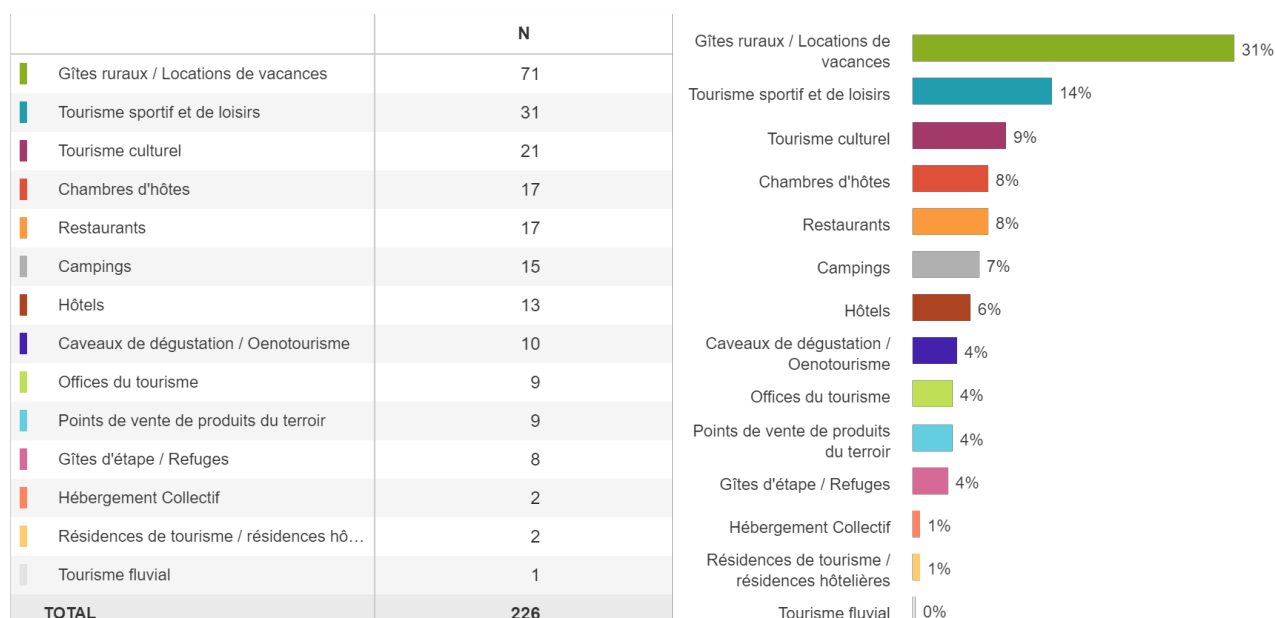 N
Gîtes ruraux / Locations de vacances 71
Tourisme sportif et de loisirs 31
Tourisme culturel 21
Chambres d'hôtes 17
Restaurants 17
Campings 15
Hôtels 13
Caveaux de dégustation / Oenotourisme 10
Offices du tourisme 9
Points de vente de produits du terroir 9
Gîtes d'étape / Refuges 8
Hébergement Collectif 2
Résidences de tourisme / résidences hô… 2
Tourisme fluvial 1
TOTAL 226
Gîtes ruraux / Locations de
vacances
31%
Tourisme sportif et de loisirs 14%
Tourisme culturel 9%
Chambres d'hôtes 8%
Restaurants 8%
Campings 7%
Hôtels 6%
Caveaux de dégustation /
Oenotourisme
4%
Offices du tourisme 4%
Points de vente de produits
du terroir
4%
Gîtes d'étape / Refuges 4%
Hébergement Collectif 1%
Résidences de tourisme /
résidences hôtelières
1%
Tourisme fluvial 0%